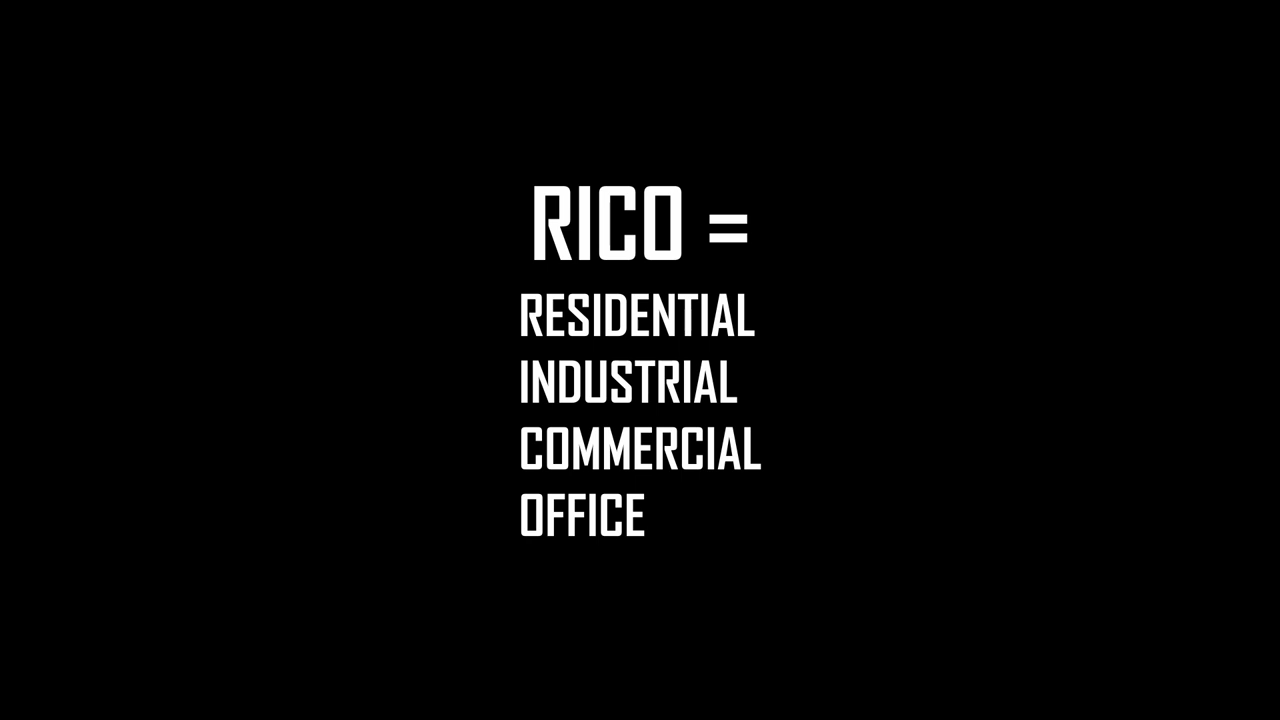 RICO =
RESIDENTIAL
INDUSTRIAL
COMMERCIAL
OFFICE